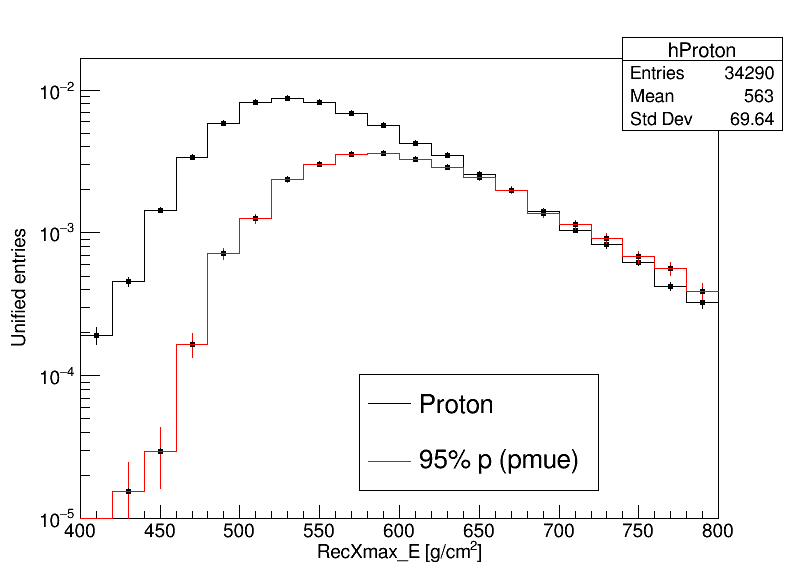 hProton
Entries 34290
Mean 563
Std Dev 69.64
10−2
10−3
10−4
10−5
Unified entries
Proton
95% p (pmue)
400 450 500 550 600 650 700 750 800
RecXmax_E [g/cm2]